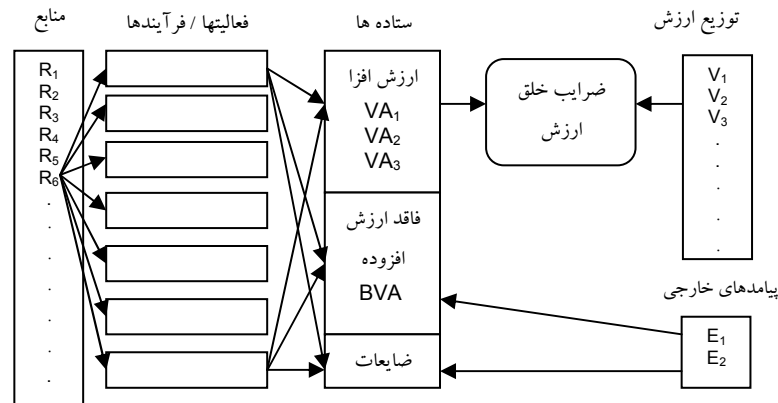 منابع
فعالیتها / فرآیندها
ستاده ها
توزیع ارزش
R1
R2
R3
R4
R5
R6
.
.
.
.
.
.
.
.
ارزش افزا
VA1
VA2
VA3
فاقد ارزش
افزوده
BVA
ضایعات
ضرایب خلق
ارزش
V1
V2
V3
.
.
.
.
.
پیامدهای خارجی
E1
E2